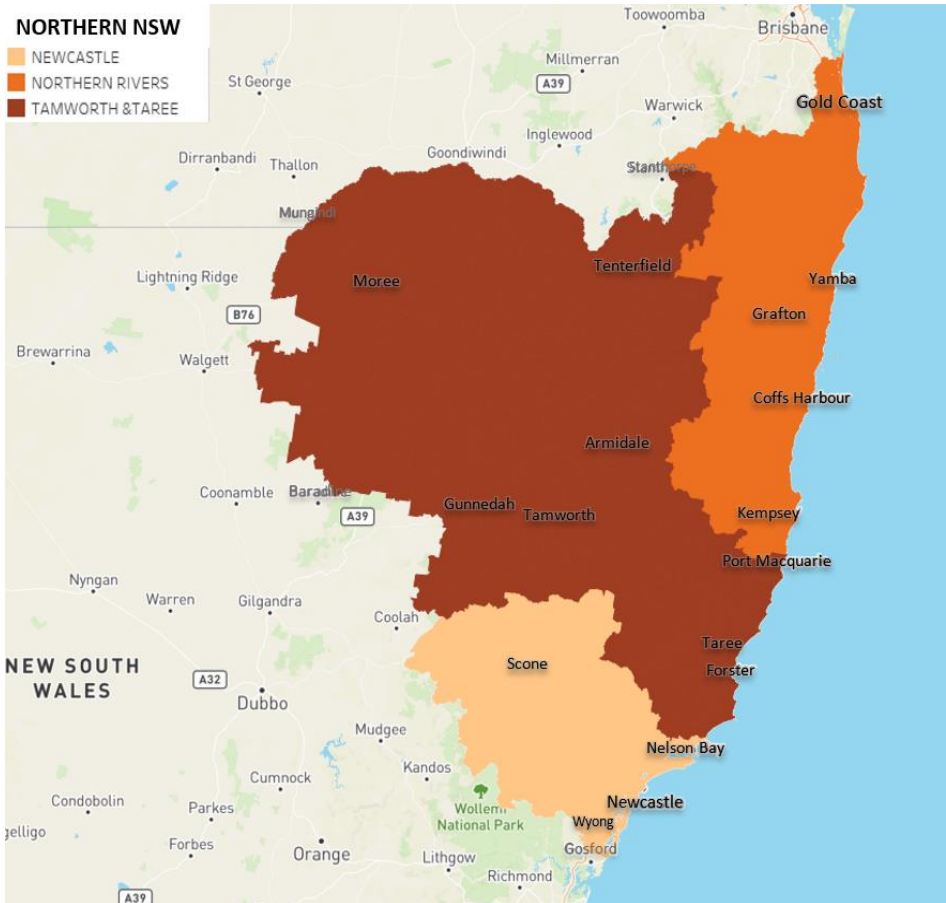 NORTHERN NSW
NEWCASTLE
NORTHERN RIVERS
TAMWORTH &TAREE
Toowoomba
Brisbane
Millmerran
St George
A39
Gold Coast
Warwick
Inglewood
Goondiwindi
Dirranbandi
Thallon
Stanthorpe
Mungindi
Tenterfield
Lightning Ridge
Moree
Yamba
B76
Grafton
Brewarrina
Walgett
Coffs Harbour
Armidale
Coonamble
Baradine
Gunnedah
Tamworth
Kempsey
A39
Port Macquarie
Nyngan
Warren
Gilgandra
Coolah
Taree
NEW SOUTH
WALES
Scone
Forster
A32
Dubbo
Mudgee
Nelson Bay
Cumnock
Kandos
Condobolin
Parkes
Wollemi
National Park
Newcastle
Wyong
gelligo
Forbes
Orange
Lithgow
Gosford
Richmond
A39